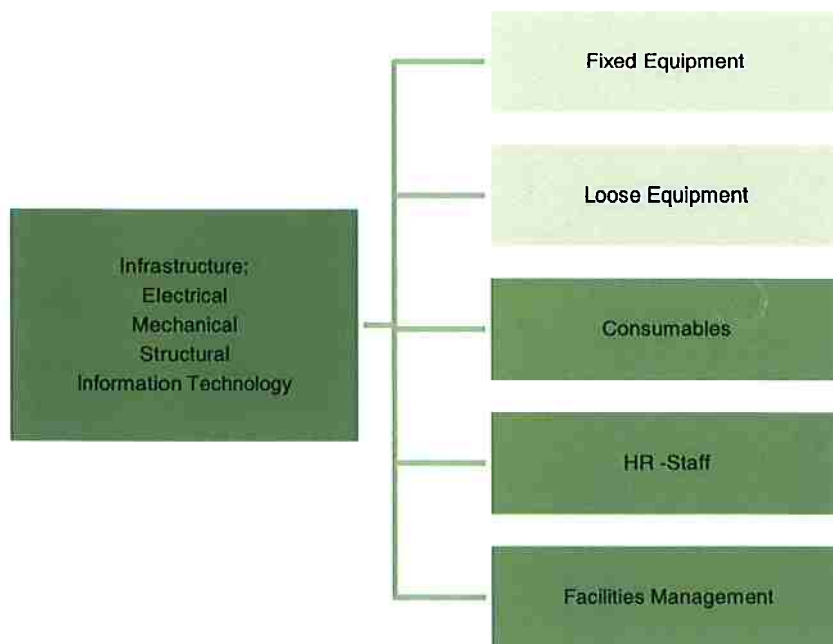 Infrastructure;
Electrical
Mechanical
Structural
Information Technology
Fixed Equipment
Loose Equipment
Consumables
HR -Staff
Facilities Management